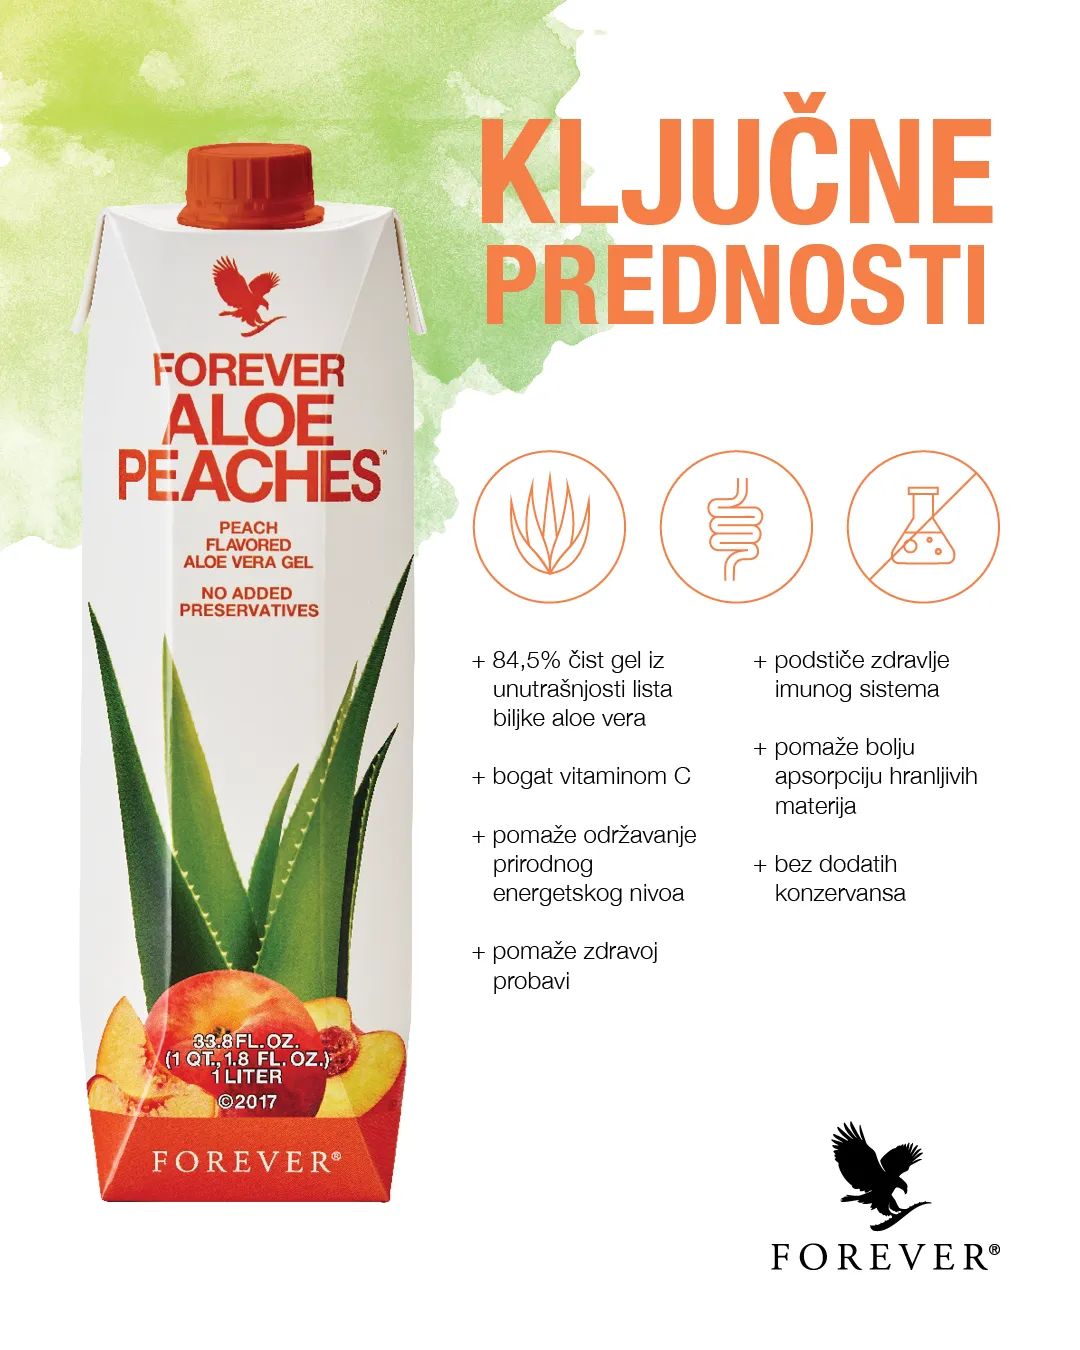 KLJUČNE
PREDNOSTI
FOREVER
ALOE
PEACHES™
PEACH
FLAVORED
ALOE VERA GEL
NO ADDED
PRESERVATIVES
33.8 FL. OZ.
(1 QT., 1.8 FL. OZ.)
1 LITER
©2017
FOREVER®
+ 84,5% čist gel iz
unutrašnjosti lista
biljke aloe vera
+ bogat vitaminom C
+ pomaže održavanje
prirodnog
energetskog nivoa
+ pomaže zdravoj
probavi
+ podstiče zdravlje
imunog sistema
+ pomaže bolju
apsorpciju hranljivih
materija
+ bez dodatih
konzervansa
FOREVER®